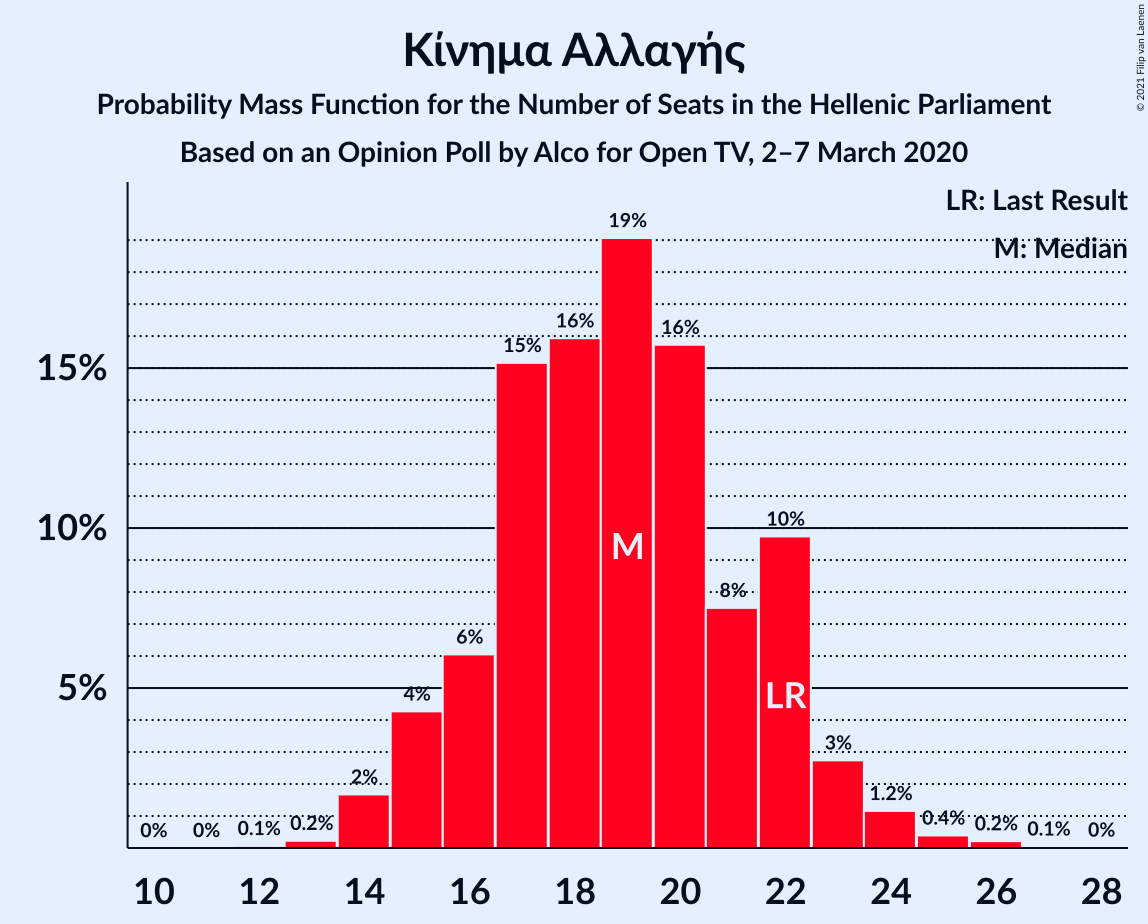 Κίνημα Αλλαγής
Probability Mass Function for the Number of Seats in the Hellenic Parliament
Based on an Opinion Poll by Alco for Open TV, 2–7 March 2020
© 2021 Filip van Laenen
LR: Last Result
M: Median
15%
10%
5%
0%
0%
0.1%
0.2%
2%
4%
6%
15%
16%
19%
16%
8%
10%
3%
1.2%
0.4%
0.2%
0.1%
0%
M
LR
10 12 14 16 18 20 22 24 26 28